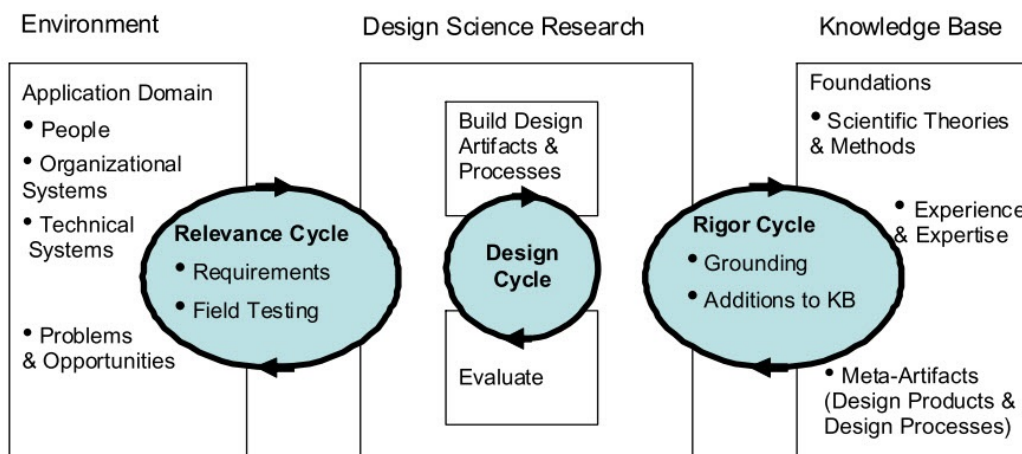 Environment
Design Science Research
Knowledge Base
Application Domain
• People
• Organizational
Systems
• Technical
Systems
• Problems
& Opportunities
Relevance Cycle
• Requirements
• Field Testing
Build Design
Artifacts &
Processes
Design
Cycle
Evaluate
Rigor Cycle
• Grounding
• Additions to KB
Foundations
• Scientific Theories
& Methods
• Experience
& Expertise
• Meta-Artifacts
(Design Products &
Design Processes)